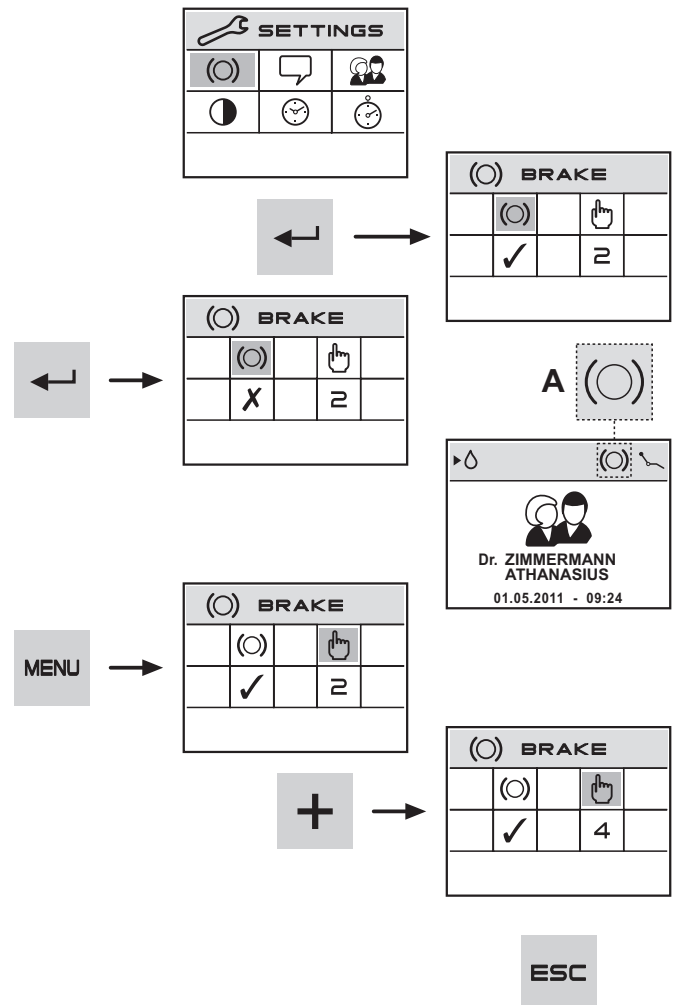 SETTINGS
BRAKE
2
BRAKE
2
A
Dr. ZIMMERMANN
ATHANASIUS
01.05.2011 - 09:24
MENU
BRAKE
2
BRAKE
4
ESC